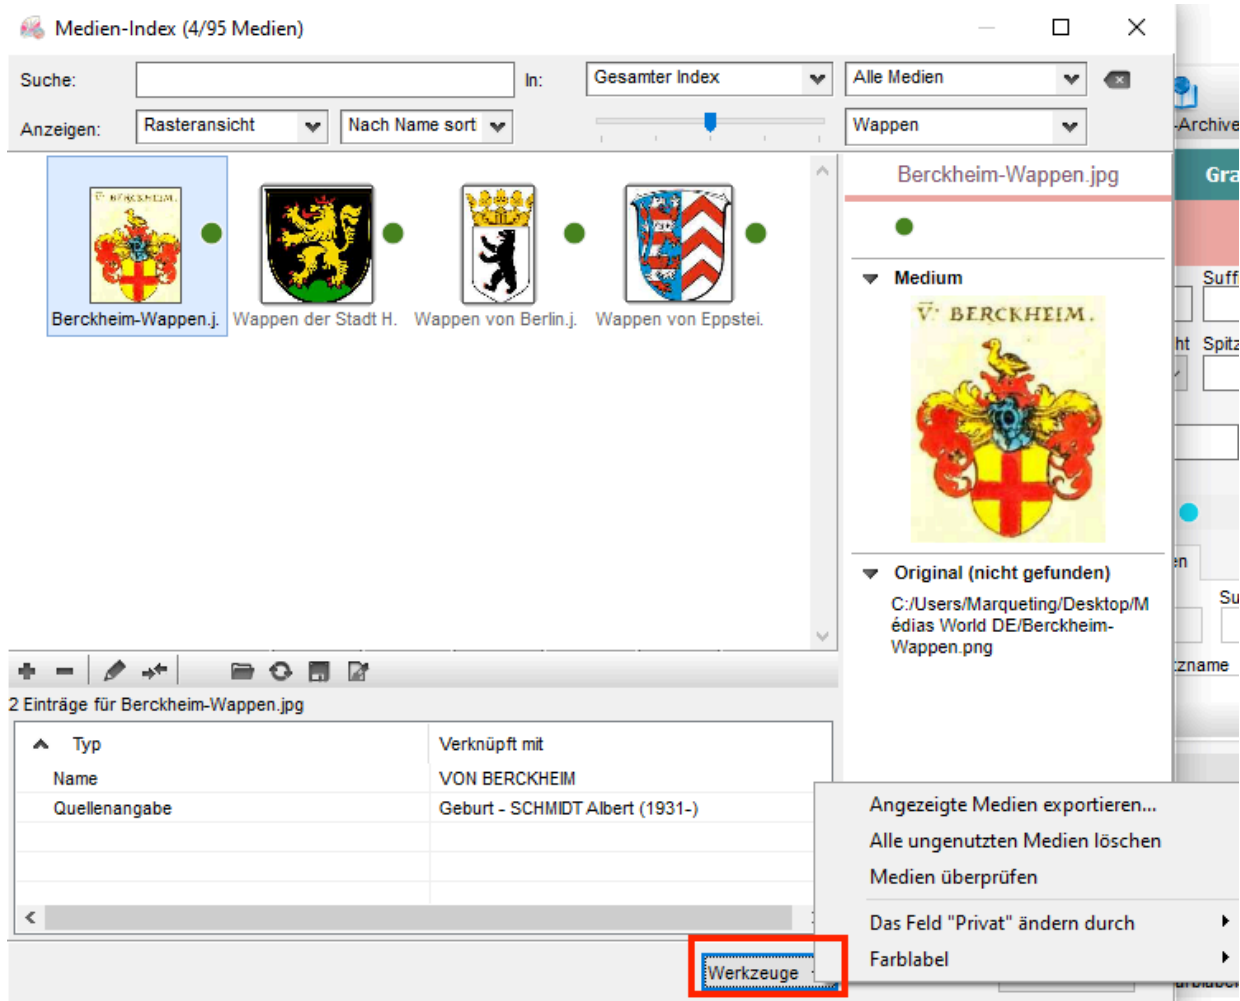 Medien-Index (4/95 Medien)
Suche:
In:
Gesamter Index
Alle Medien
Anzeigen:
Rasteransicht
Nach Name sort
Wappen
-Archive
Berckheim-Wappen.jpg
Gra
V. BERCKHEIM.
Berckheim-Wappen.j.
Wappen der Stadt H.
Wappen von Berlin.j.
Wappen von Eppstei.
Medium
V. BERCKHEIM.
Suff
ht Spitz
Original (nicht gefunden)
C:/Users/Marqueting/Desktop/M
édias World DE/Berckheim-
Wappen.png
en
Su
tzname
2 Einträge für Berckheim-Wappen.jpg
Typ
Verknüpft mit
Name
VON BERCKHEIM
Quellenangabe
Geburt - SCHMIDT Albert (1931-)
Angezeigte Medien exportieren...
Alle ungenutzten Medien löschen
Medien überprüfen
Das Feld "Privat" ändern durch
Farblabel
Werkzeuge